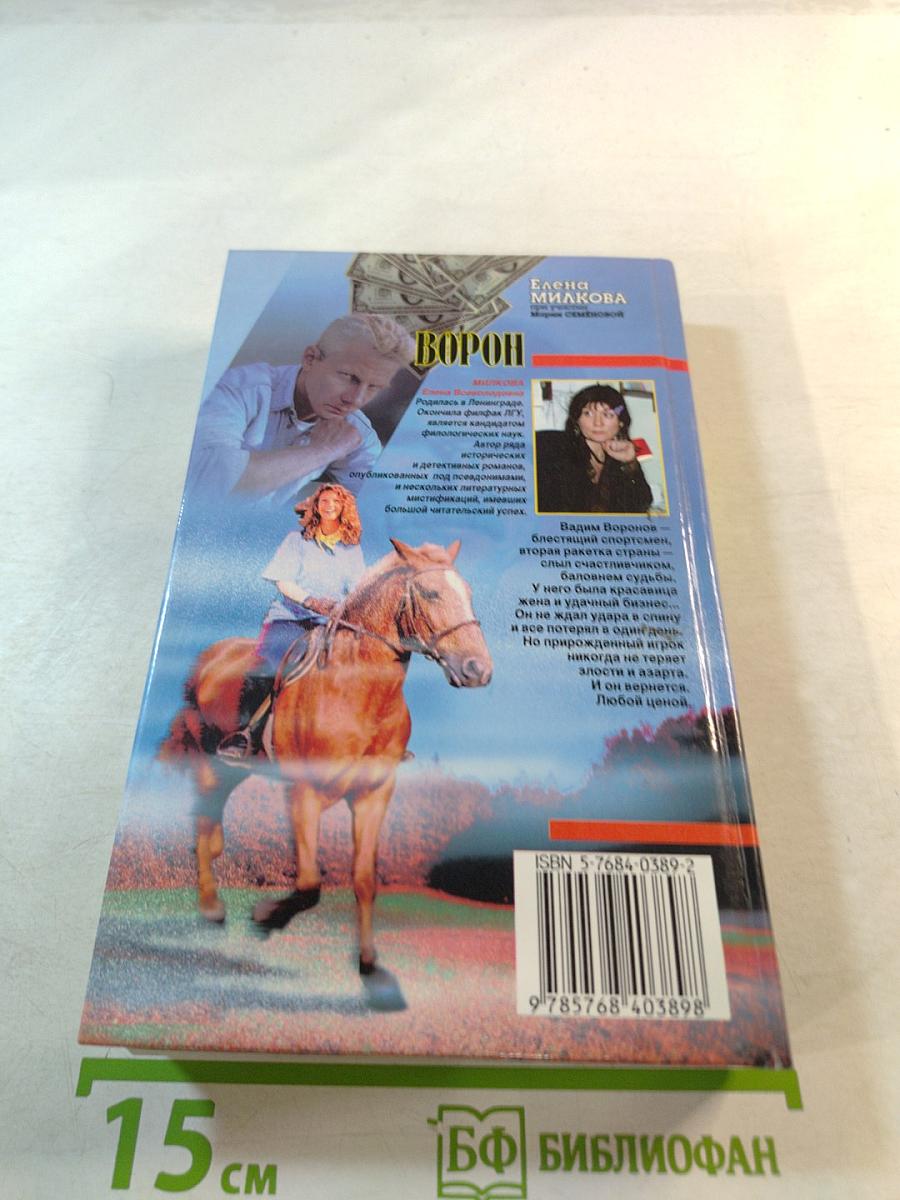 Елена
МИЛКОВА
при участии
Марии СЕМЁНОВОЙ
ВОРОН
МИЛКОВА
Елена Всеволодовна
Родилась в Ленинграде.
Окончила филфак ЛГУ,
является кандидатом
филологических наук.
Автор ряда
исторических
и детективных романов,
опубликованных под псевдонимами,
и нескольких литературных
мистификаций, имевших
большой читательский успех.
Вадим Воронов —
блестящий спортсмен,
вторая ракетка страны —
слыл счастливчиком,
баловнем судьбы.
У него была красавица
жена и удачный бизнес...
Он не ждал удара в спину
и все потерял в один день.
Но прирожденный игрок
никогда не теряет
злости и азарта.
И он вернется.
Любой ценой.
ISBN 5-7684-0389-2
9 785768 403898
15 см
БФ БИБЛИОФАН